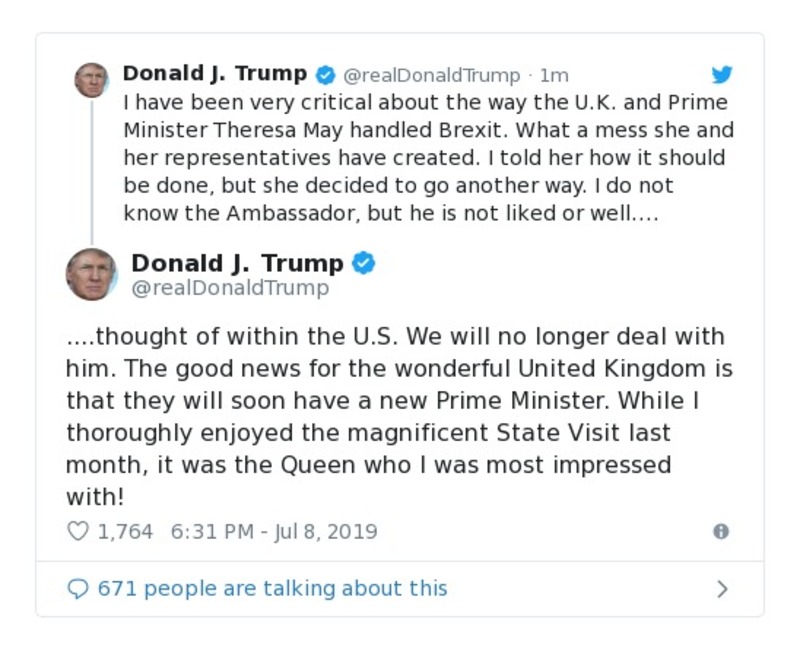 Donald J. Trump @realDonaldTrump · 1m
I have been very critical about the way the U.K. and Prime
Minister Theresa May handled Brexit. What a mess she and
her representatives have created. I told her how it should
be done, but she decided to go another way. I do not
know the Ambassador, but he is not liked or well....
Donald J. Trump
@realDonaldTrump
....thought of within the U.S. We will no longer deal with
him. The good news for the wonderful United Kingdom is
that they will soon have a new Prime Minister. While I
thoroughly enjoyed the magnificent State Visit last
month, it was the Queen who I was most impressed
with!
1,764 6:31 PM - Jul 8, 2019
671 people are talking about this